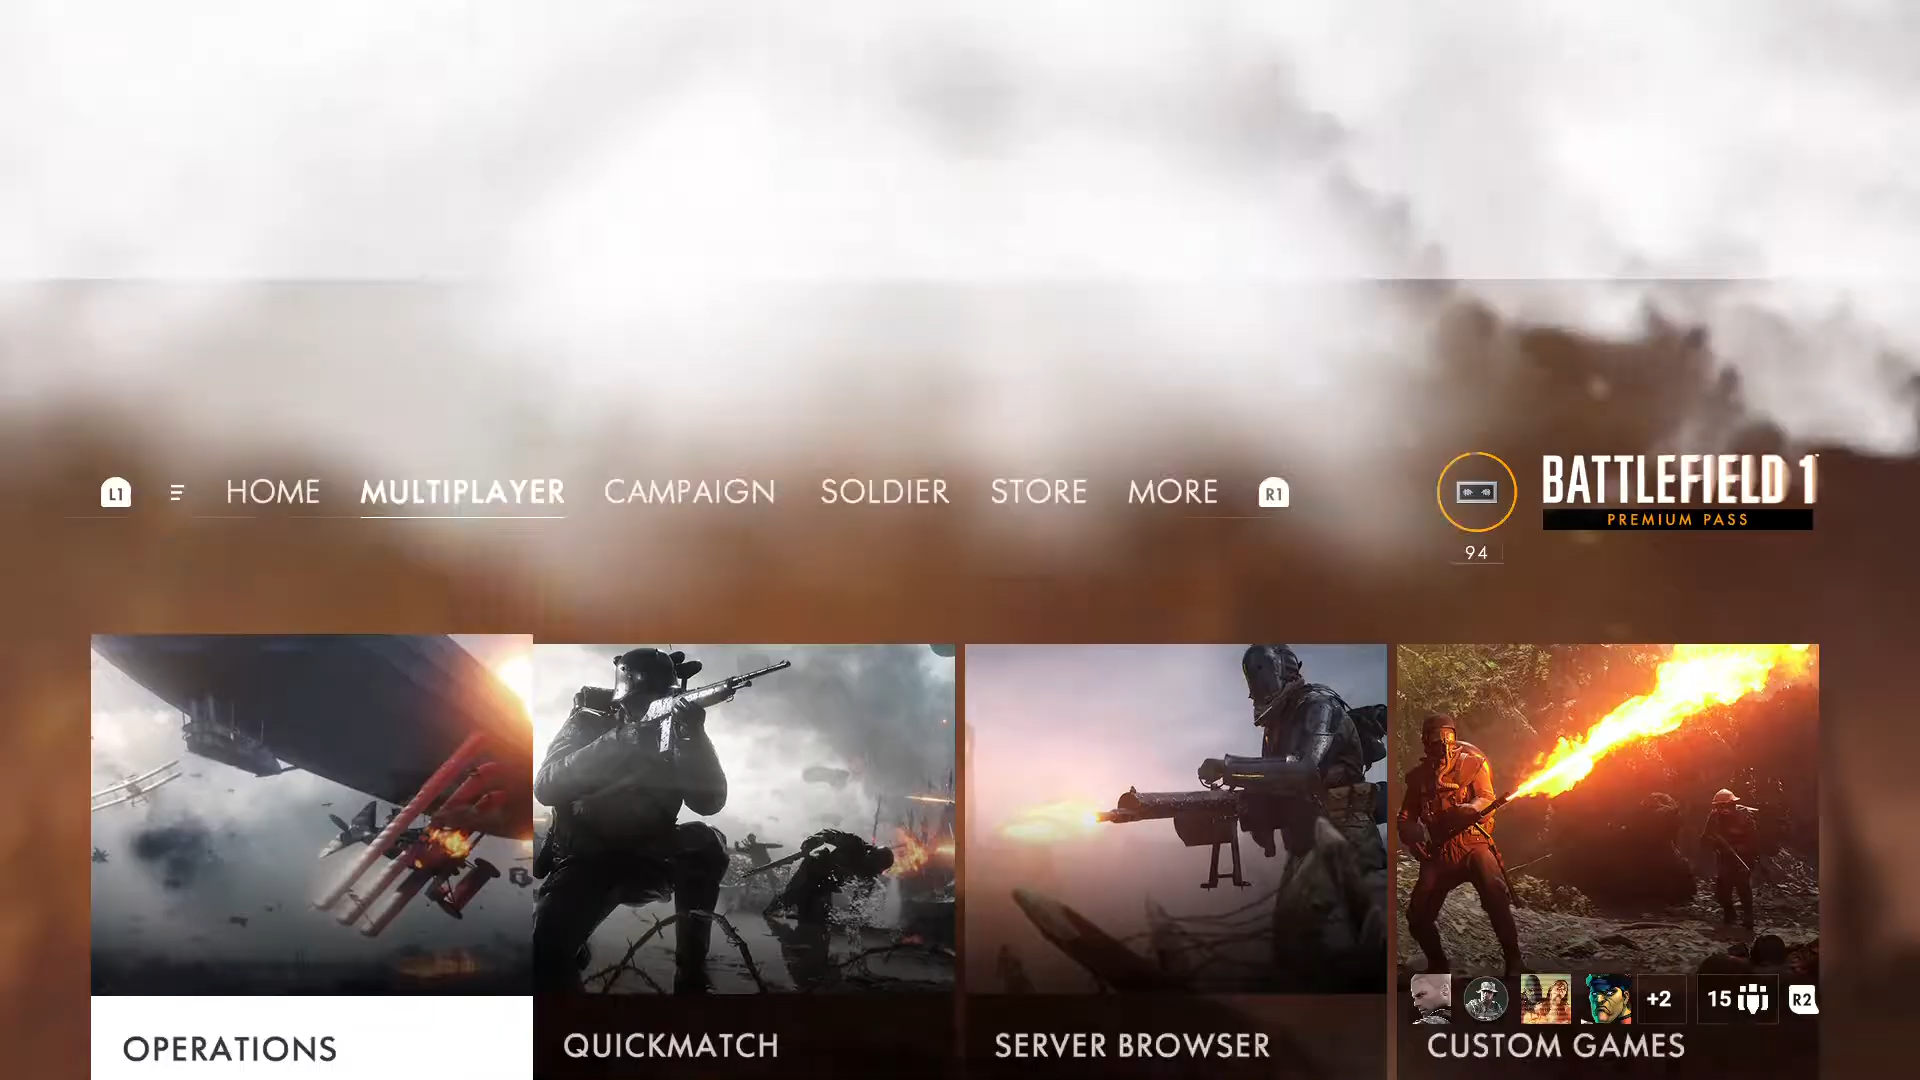 L1 HOME MULTIPLAYER CAMPAIGN SOLDIER STORE MORE R1
94
BATTLEFIELD 1
PREMIUM PASS
+2 15 R2
OPERATIONS
QUICKMATCH
SERVER BROWSER
CUSTOM GAMES